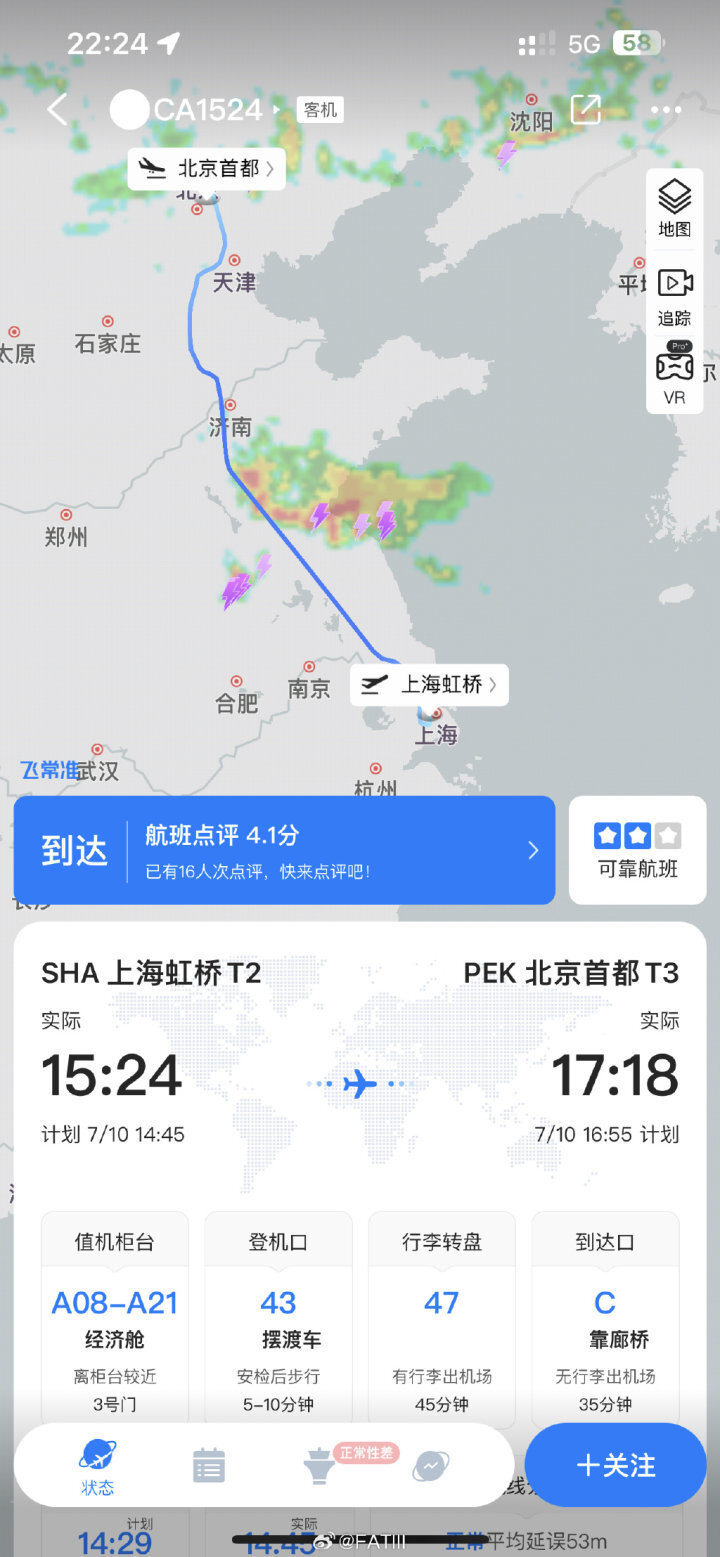 22:24
5G 58
CA1524 客机
沈阳
北京首都
天津
地图
平
追踪
石家庄
太原
Pro+
VR
尔
济南
郑州
上海虹桥
南京
合肥
上海
飞常准
武汉
杭州
到达
航班点评 4.1分
已有16人次点评，快来点评吧！
可靠航班
SHA 上海虹桥 T2
PEK 北京首都 T3
实际
实际
15:24
17:18
计划 7/10 14:45
7/10 16:55 计划
值机柜台
登机口
行李转盘
到达口
A08-A21
43
47
C
经济舱
摆渡车
靠廊桥
离柜台较近
安检后步行
有行李出机场
无行李出机场
3号门
5-10分钟
45分钟
35分钟
状态
正常性差
十关注
计划
实际
14:29
14:45
正常平均延误53m
@FATIII